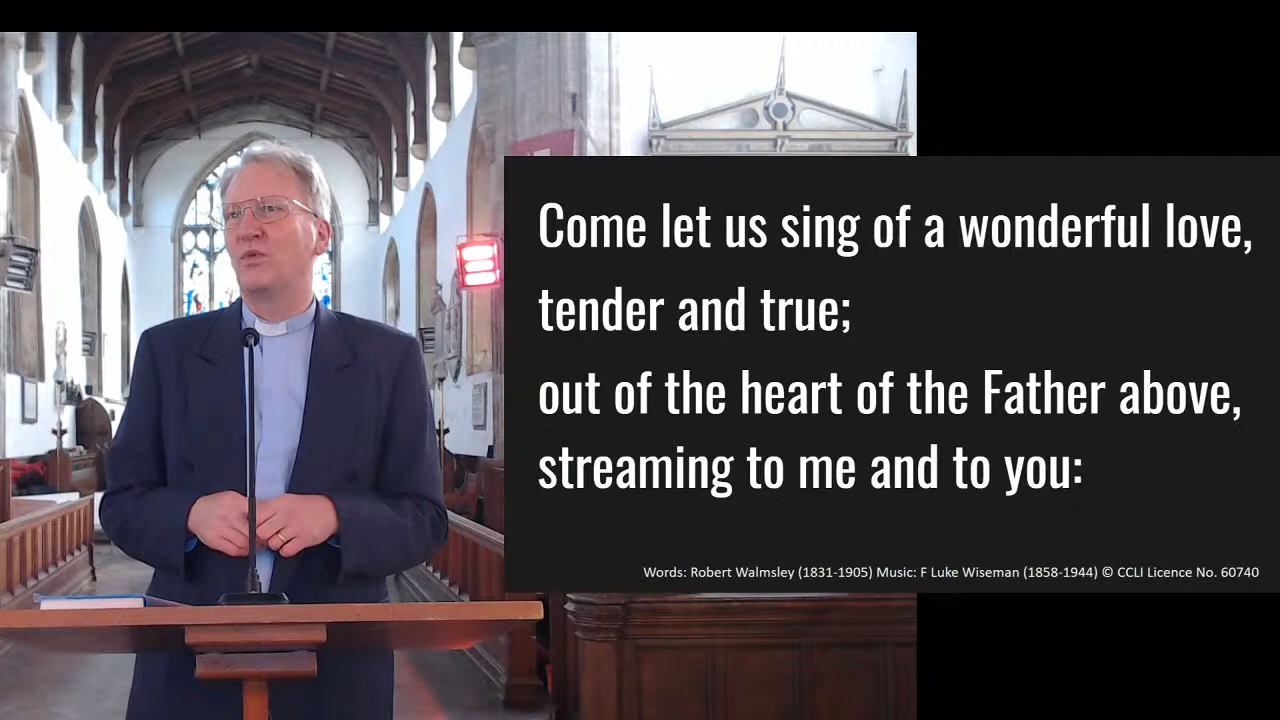 Come let us sing of a wonderful love,
tender and true;
out of the heart of the Father above,
streaming to me and to you:
Words: Robert Walmsley (1831-1905) Music: F Luke Wiseman (1858-1944) © CCLI Licence No. 60740